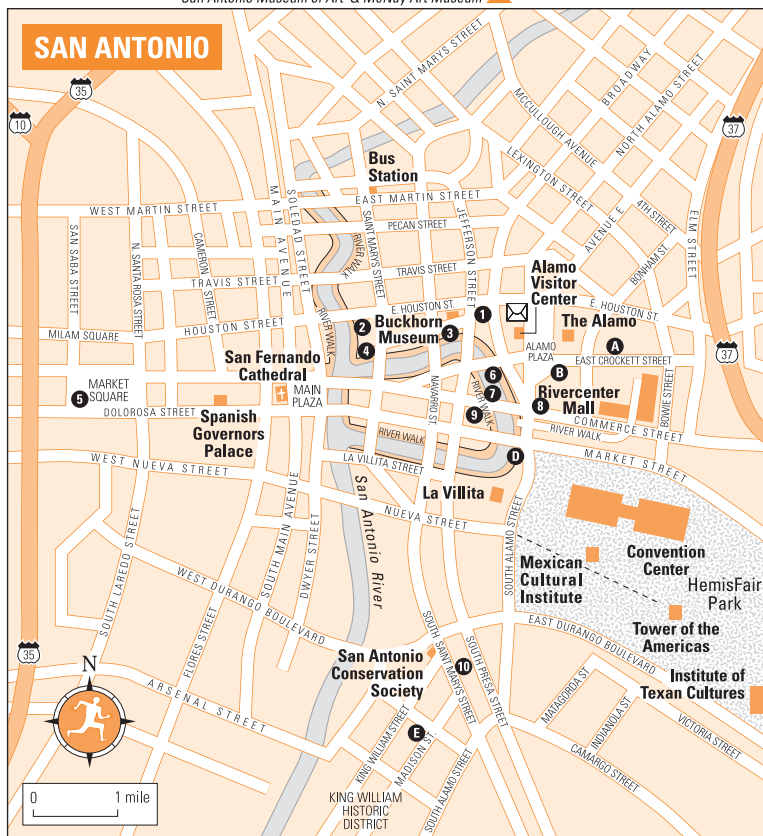 San Antonio Museum of Art & McNay Art Museum
SAN ANTONIO
35
10
37
N. SAINT MARYS STREET
BROADWAY
NORTH ALAMO STREET
MCCULLOUGH AVENUE
LEXINGTON STREET
Bus
Station
WEST MARTIN STREET
EAST MARTIN STREET
SOLEDAD STREET
MAIN AVENUE
SAINT MARYS STREET
PECAN STREET
JEFFERSON STREET
AVENUE E
4TH STREET
BONHAM ST.
ELM STREET
SAN SABA STREET
N. SANTA ROSA STREET
CAMERON STREET
RIVER WALK
TRAVIS STREET
TRAVIS STREET
Alamo
Visitor
Center
E. HOUSTON ST.
E. HOUSTON ST.
HOUSTON STREET
MILAM SQUARE
RIVER WALK
2
Buckhorn
Museum
3
1
4
The Alamo
A
ALAMO
PLAZA
EAST CROCKETT STREET
37
San Fernando
Cathedral
MAIN
PLAZA
NAVARRO ST.
6
7
RIVER WALK
9
B
Rivercenter
Mall
8
BOWIE STREET
5
MARKET
SQUARE
DOLOROSA STREET
Spanish
Governors
Palace
COMMERCE STREET
RIVER WALK
RIVER WALK
D
MARKET STREET
WEST NUEVA STREET
LA VILLITA STREET
La Villita
NUEVA STREET
San Antonio River
SOUTH ALAMO STREET
Convention
Center
Mexican
Cultural
Institute
HemisFair
Park
Tower of the
Americas
SOUTH LAREDO STREET
FLORES STREET
SOUTH MAIN AVENUE
DWYER STREET
WEST DURANGO BOULEVARD
EAST DURANGO BOULEVARD
San Antonio
Conservation
Society
SOUTH SAINT MARYS STREET
10
SOUTH PRESA STREET
Institute of
Texan Cultures
35
N
ARSENAL STREET
MATAGORDA ST
INDIANOLA ST
VICTORIA STREET
CAMARGO STREET
KING WILLIAM STREET
E
MADISON ST.
SOUTH ALAMO STREET
KING WILLIAM
HISTORIC
DISTRICT
0 1 mile